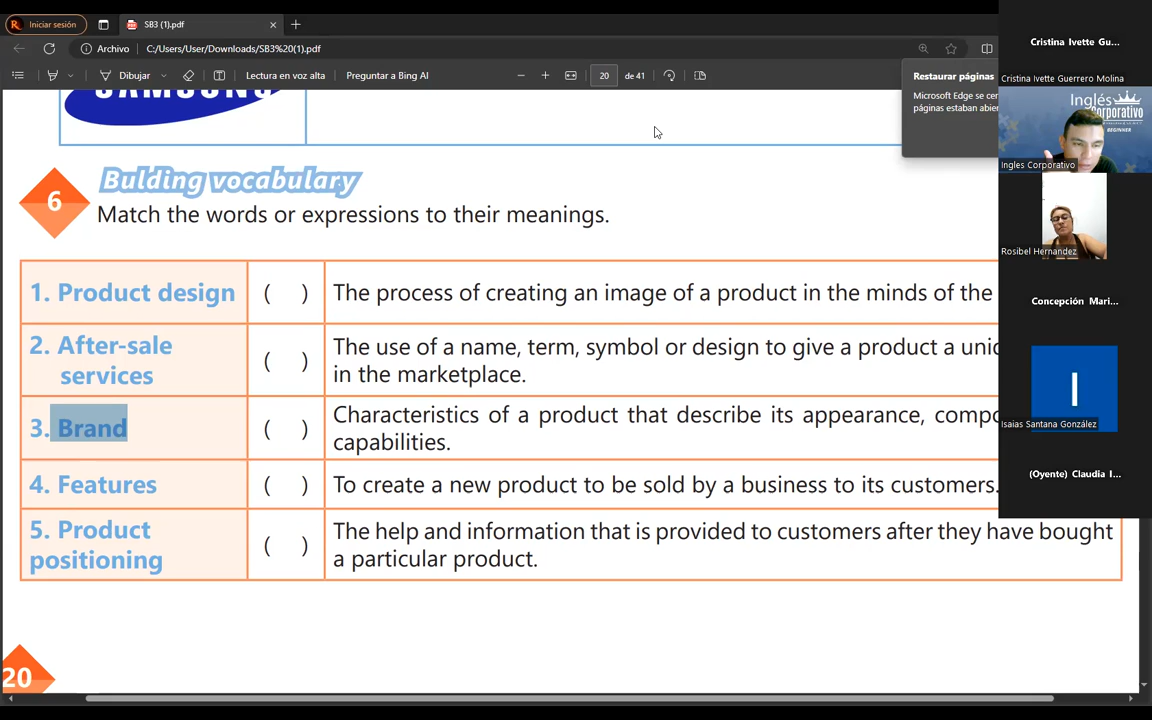 Iniciar sesión
SB3 (1).pdf
Archivo
C:/Users/User/Downloads/SB3%20(1).pdf
Dibujar
Lectura en voz alta
Preguntar a Bing AI
20
de 41
Restaurar páginas
Microsoft Edge se cer
páginas estaban abier
SAMSUNG
6
Bulding vocabulary
Match the words or expressions to their meanings.
1. Product design
( )
The process of creating an image of a product in the minds of the
2. After-sale
services
( )
The use of a name, term, symbol or design to give a product a uni
in the marketplace.
3. Brand
( )
Characteristics of a product that describe its appearance, compo
capabilities.
4. Features
( )
To create a new product to be sold by a business to its customers.
5. Product
positioning
( )
The help and information that is provided to customers after they have bought
a particular product.
20
Cristina Ivette Gu...
Cristina Ivette Guerrero Molina
Inglés
Corporativo
BEGINNER
Ingles Corporativo
Rosibel Hernandez
Concepción Mari...
I
Isaias Santana González
(Oyente) Claudia I...